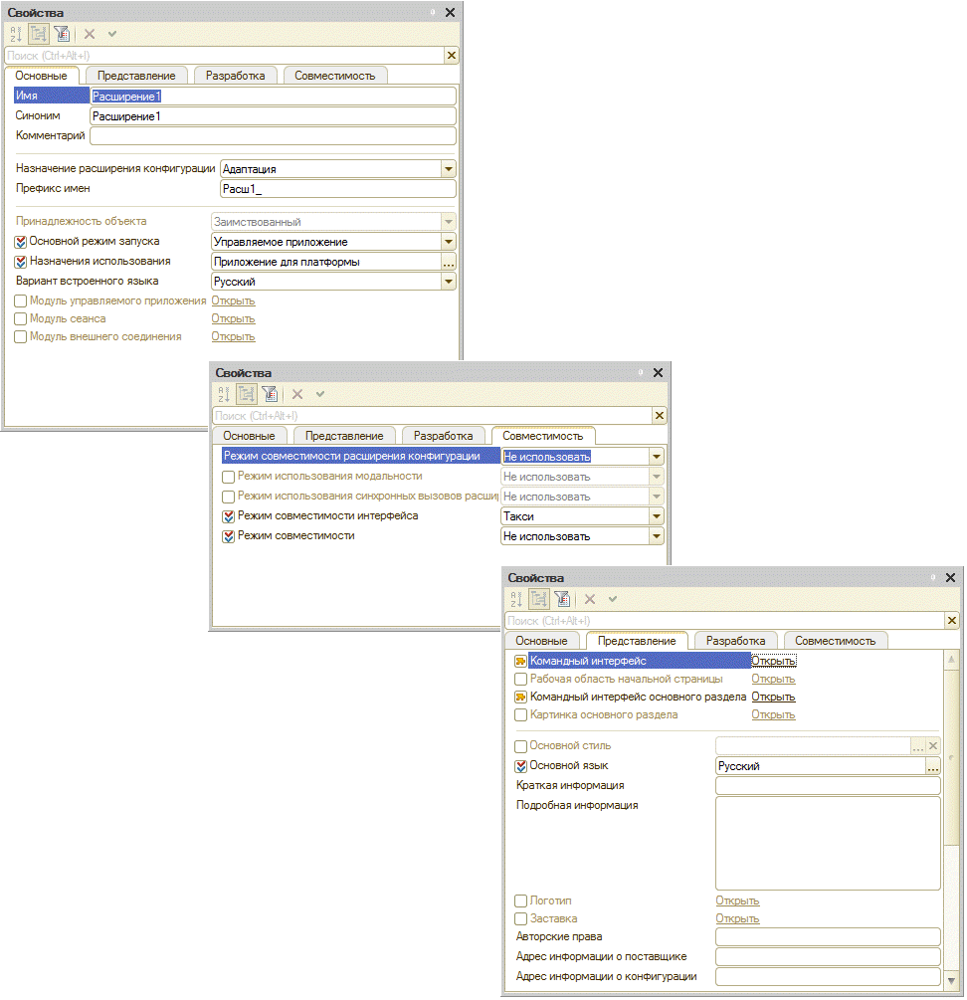 Свойства
Поиск (Ctrl+Alt+I)
Основные Представление Разработка Совместимость
Имя Расширение1
Синоним Расширение1
Комментарий
Назначение расширения конфигурации Адаптация
Префикс имен Расш1_
Принадлежность объекта Заимствованный
Основной режим запуска Управляемое приложение
Назначения использования Приложение для платформы ...
Вариант встроенного языка Русский
Модуль управляемого приложения Открыть
Модуль сеанса Открыть
Модуль внешнего соединения Открыть
Свойства
Поиск (Ctrl+Alt+I)
Основные Представление Разработка Совместимость
Режим совместимости расширения конфигурации Не использовать
Режим использования модальности Не использовать
Режим использования синхронных вызовов расши Не использовать
Режим совместимости интерфейса Такси
Режим совместимости Не использовать
Свойства
Поиск (Ctrl+Alt+I)
Основные Представление Разработка Совместимость
Командный интерфейс Открыть
Рабочая область начальной страницы Открыть
Командный интерфейс основного раздела Открыть
Картинка основного раздела Открыть
Основной стиль ...
Основной язык Русский ...
Краткая информация
Подробная информация
Логотип Открыть
Заставка Открыть
Авторские права
Адрес информации о поставщике
Адрес информации о конфигурации